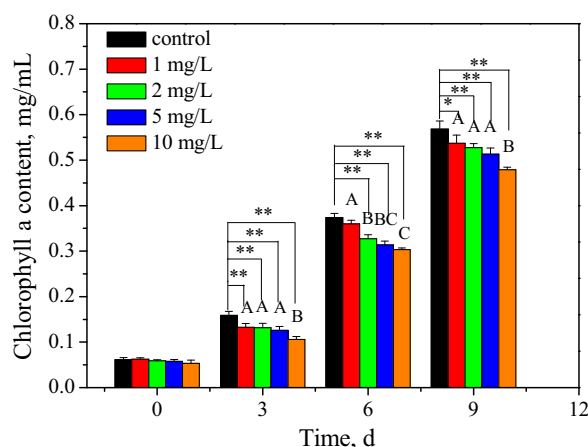 Chlorophyll a content, mg/mL
0.8
0.7
0.6
0.5
0.4
0.3
0.2
0.1
0.0
control
1 mg/L
2 mg/L
5 mg/L
10 mg/L
**
**
**
**
A
A
A
B
**
**
**
A
B
BC
C
**
**
**
*
A
A
A
B
0
3
6
9
12
Time, d